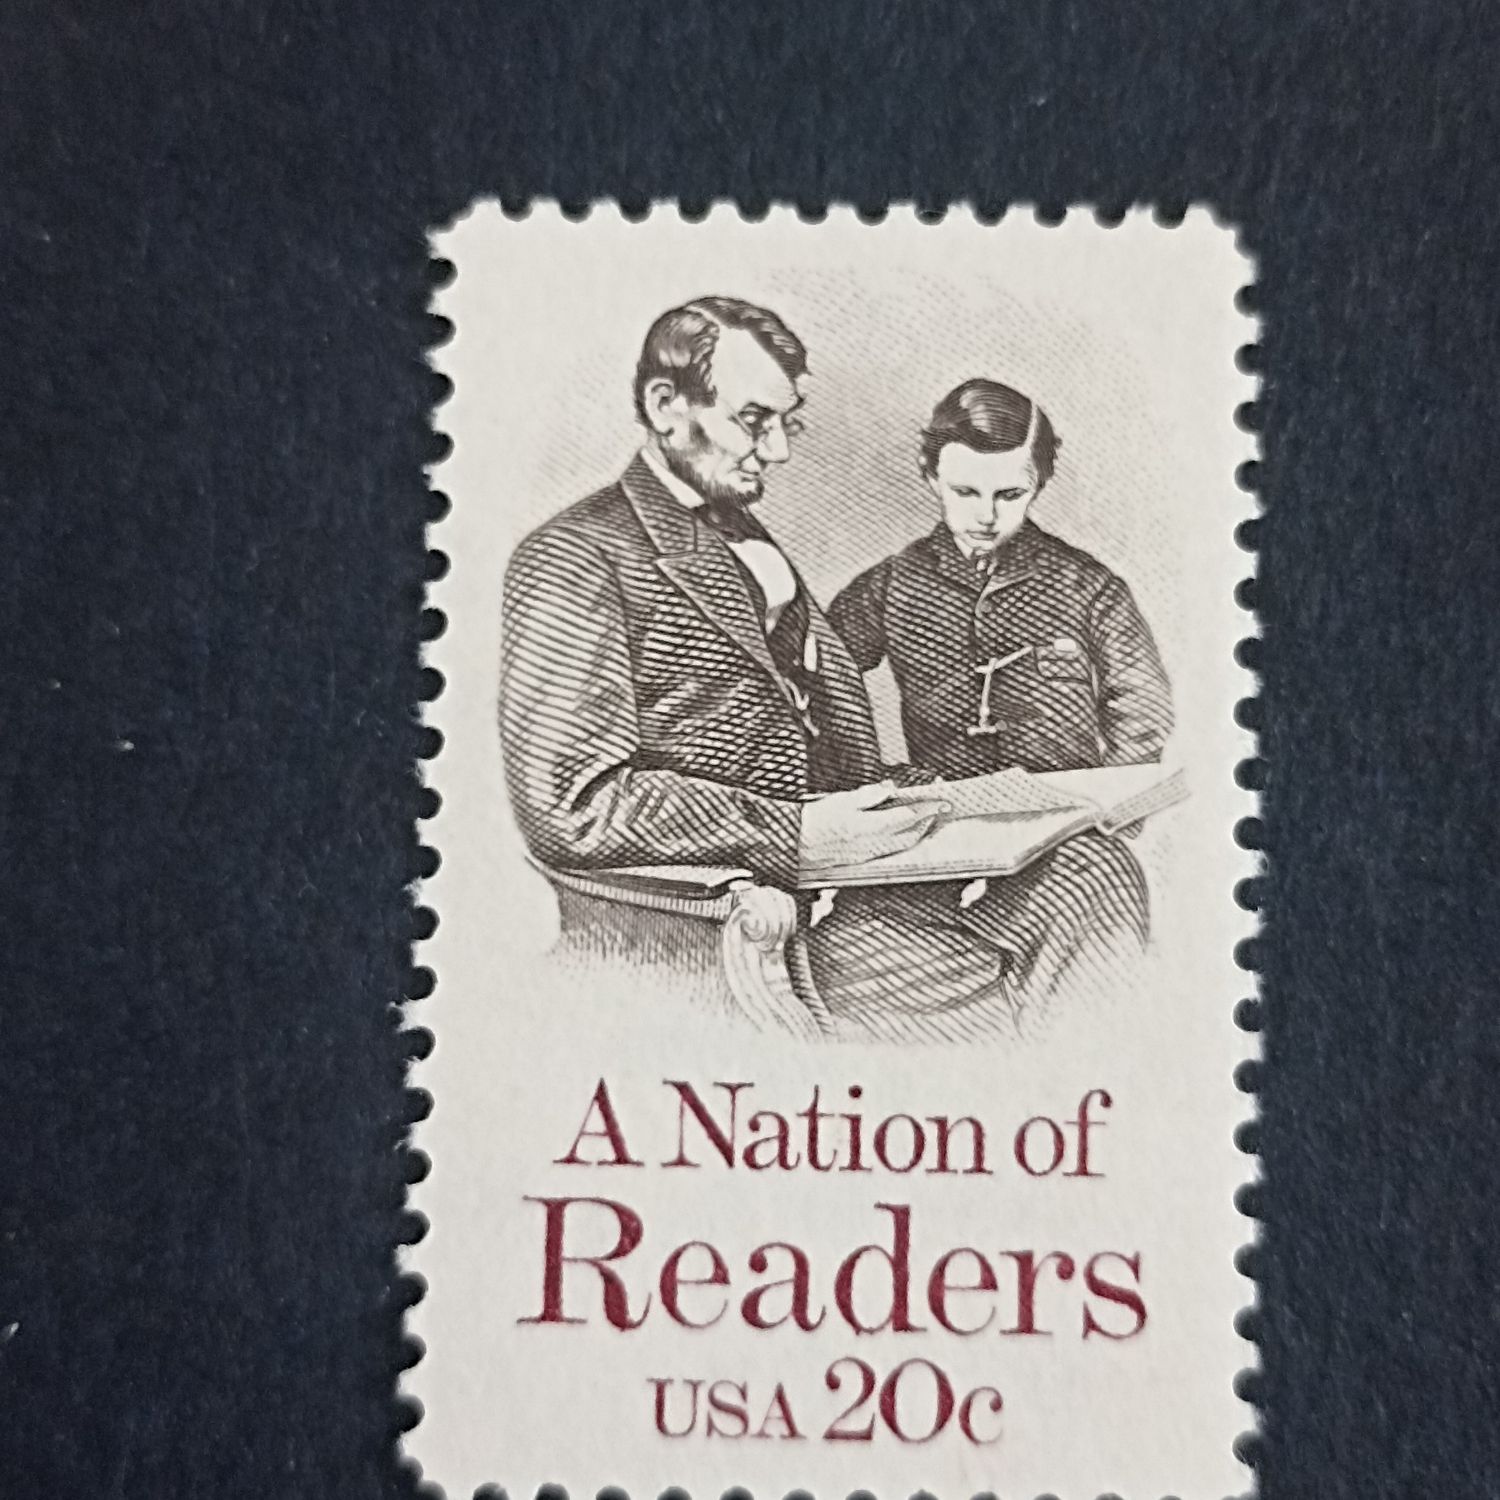 A Nation of
Readers
USA 20c